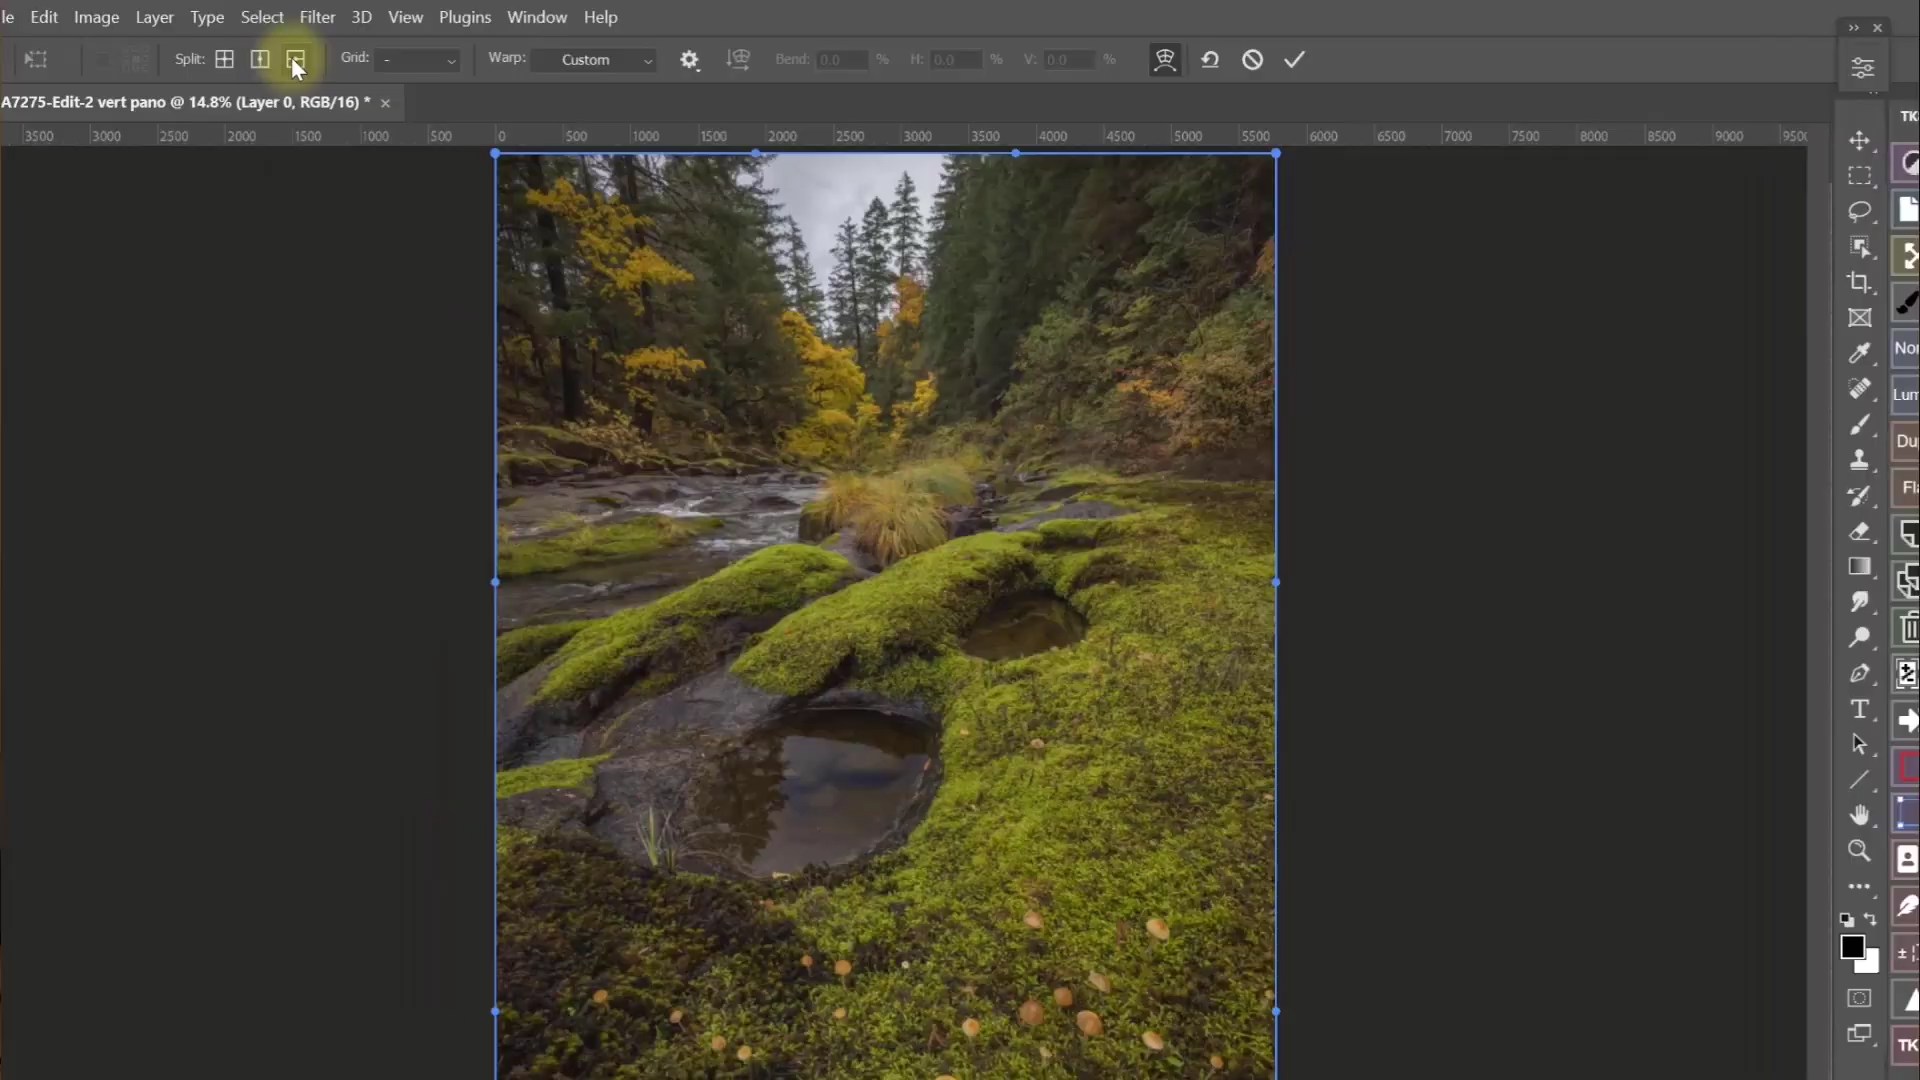 le Edit Image Layer Type Select Filter 3D View Plugins Window Help
Split: Grid: - Warp: Custom Bend: 0.0 % H: 0.0 % V: 0.0 %
A7275-Edit-2 vert pano @ 14.8% (Layer 0, RGB/16) * ×
3500 3000 2500 2000 1500 1000 500 0 500 1000 1500 2000 2500 3000 3500 4000 4500 5000 5500 6000 6500 7000 7500 8000 8500 9000 950
TK
Nor
Lum
Du
Fl
T
TK